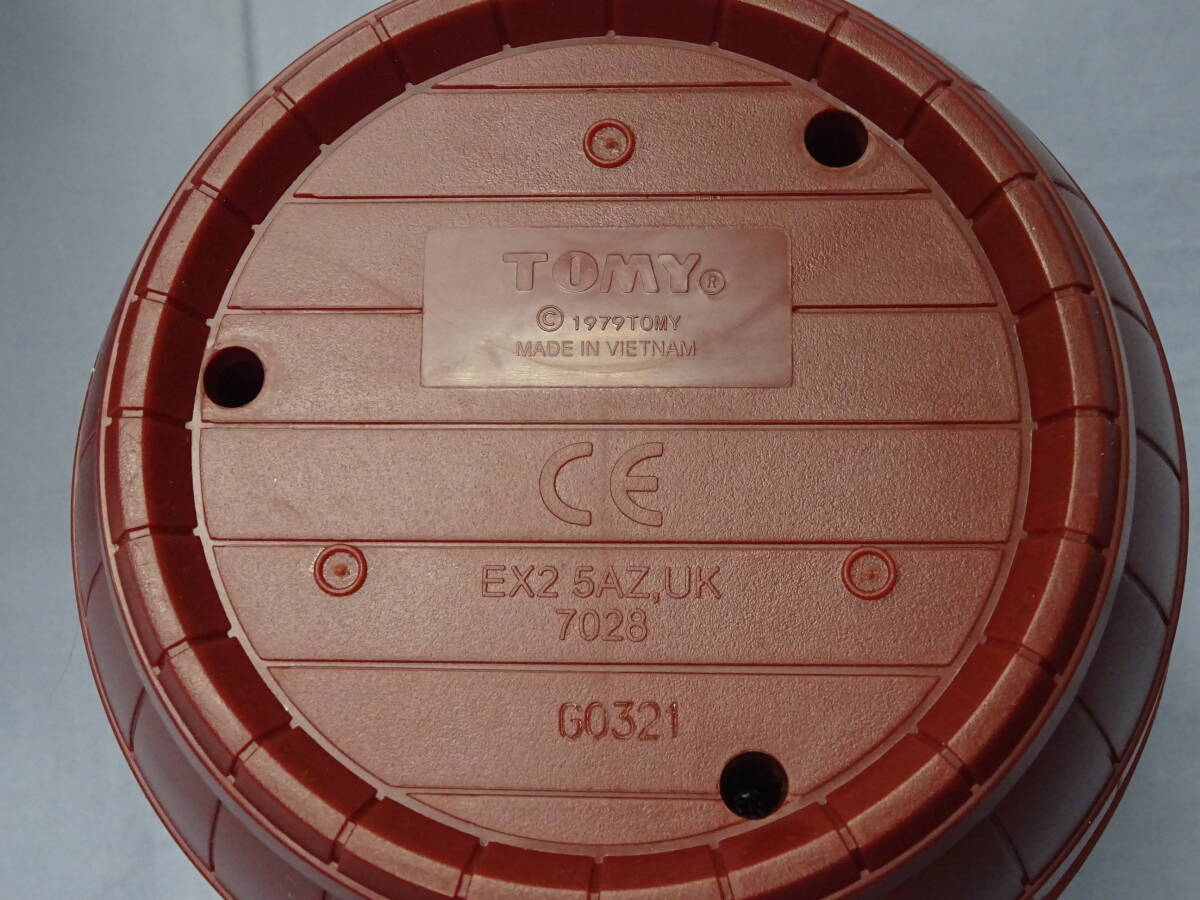 TOMY®
© 1979TOMY
MADE IN VIETNAM
CE
EX2 5AZ,UK
7028
G0321